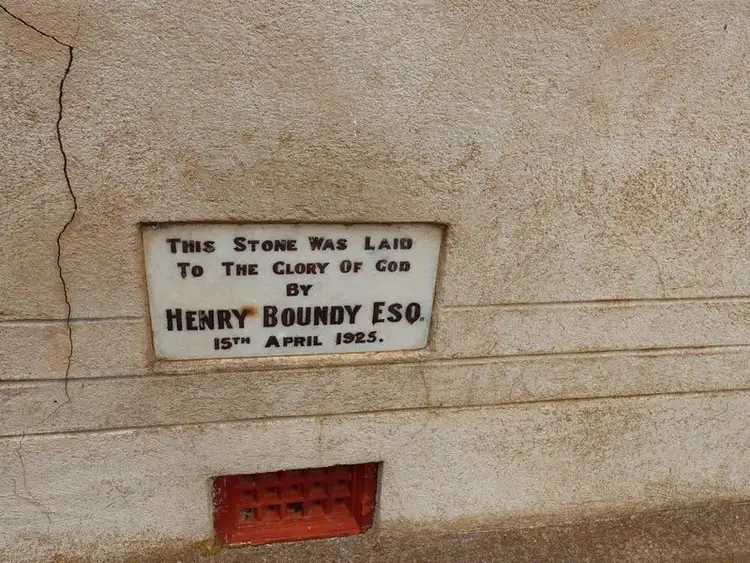 This Stone Was Laid
To The Glory Of God
By
Henry Boundy Esq.
15th April 1925.